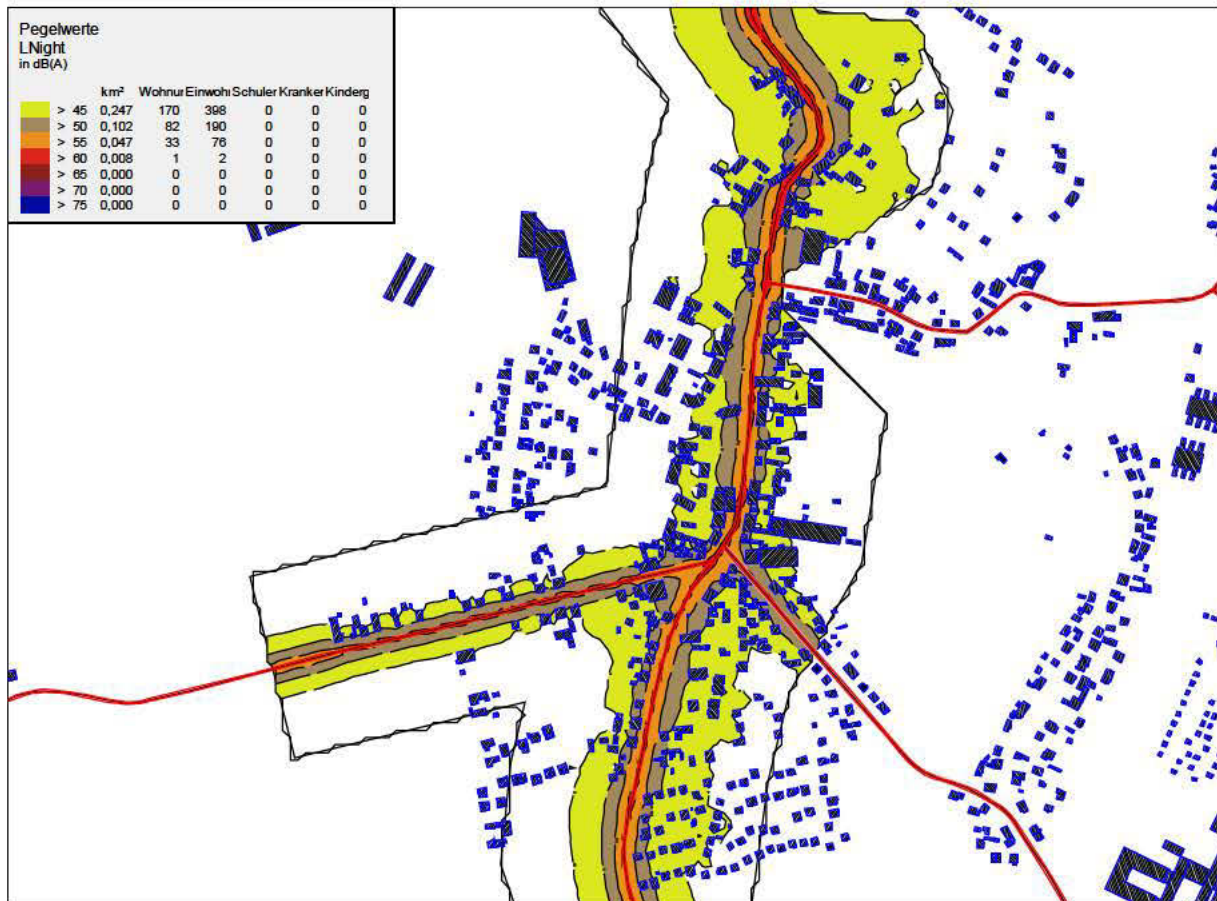 Pegelwerte
LNight
in dB(A)
km² Wohnur Einwohr Schuler Kranker Kinderg
> 45 0,247 170 398 0 0 0
> 50 0,102 82 190 0 0 0
> 55 0,047 33 76 0 0 0
> 60 0,008 1 2 0 0 0
> 65 0,000 0 0 0 0 0
> 70 0,000 0 0 0 0 0
> 75 0,000 0 0 0 0 0